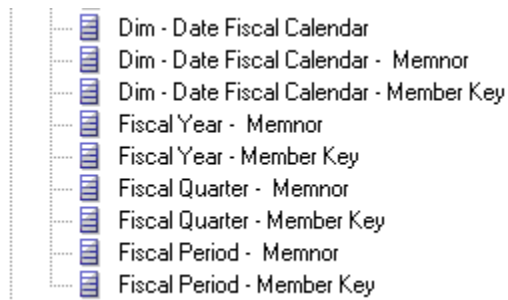 Dim - Date Fiscal Calendar
Dim - Date Fiscal Calendar -  Memnor
Dim - Date Fiscal Calendar - Member Key
Fiscal Year -  Memnor
Fiscal Year - Member Key
Fiscal Quarter -  Memnor
Fiscal Quarter - Member Key
Fiscal Period -  Memnor
Fiscal Period - Member Key